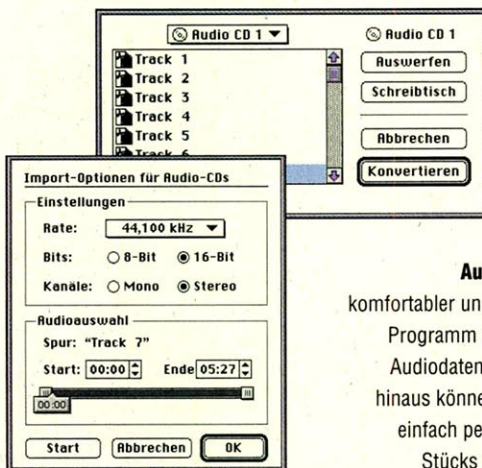 Audio CD 1
Audio CD 1
Track 1
Track 2
Track 3
Track 4
Track 5
Track 6
Auswerfen
Schreibtisch
Abbrechen
Konvertieren
Import-Optionen für Audio-CDs
Einstellungen
Rate: 44,100 kHz
Bits: 8-Bit 16-Bit
Kanäle: Mono Stereo
Audioauswahl
Spur: "Track 7"
Start: 00:00 Ende 05:27
00:00
Start Abbrechen OK
Au
komfortabler un
Programm
Audiodaten
hinaus könne
einfach pe
Stücks